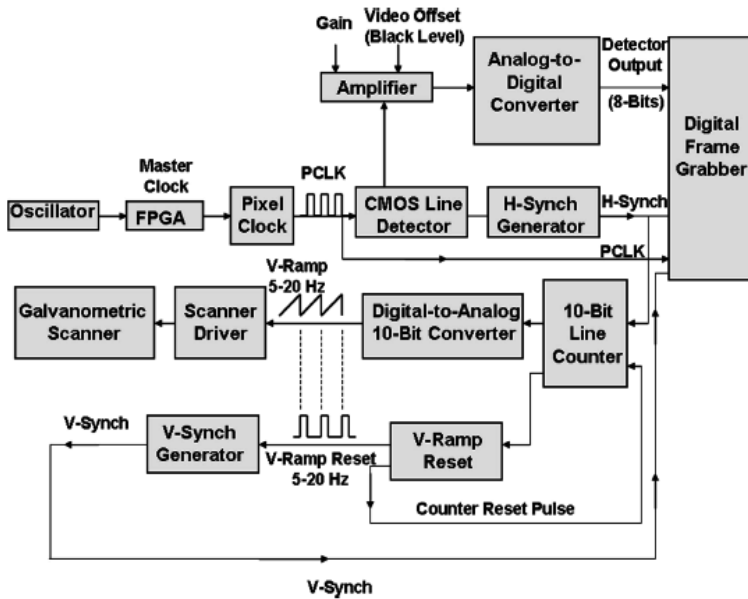 Gain
Video Offset
(Black Level)
Amplifier
Analog-to-
Digital
Converter
Detector
Output
(8-Bits)
Digital
Frame
Grabber
Oscillator
Master
Clock
FPGA
Pixel
Clock
PCLK
CMOS Line
Detector
H-Synch
Generator
H-Synch
PCLK
V-Ramp
5-20 Hz
Galvanometric
Scanner
Scanner
Driver
Digital-to-Analog
10-Bit Converter
10-Bit
Line
Counter
V-Synch
V-Synch
Generator
V-Ramp Reset
5-20 Hz
V-Ramp
Reset
Counter Reset Pulse
V-Synch